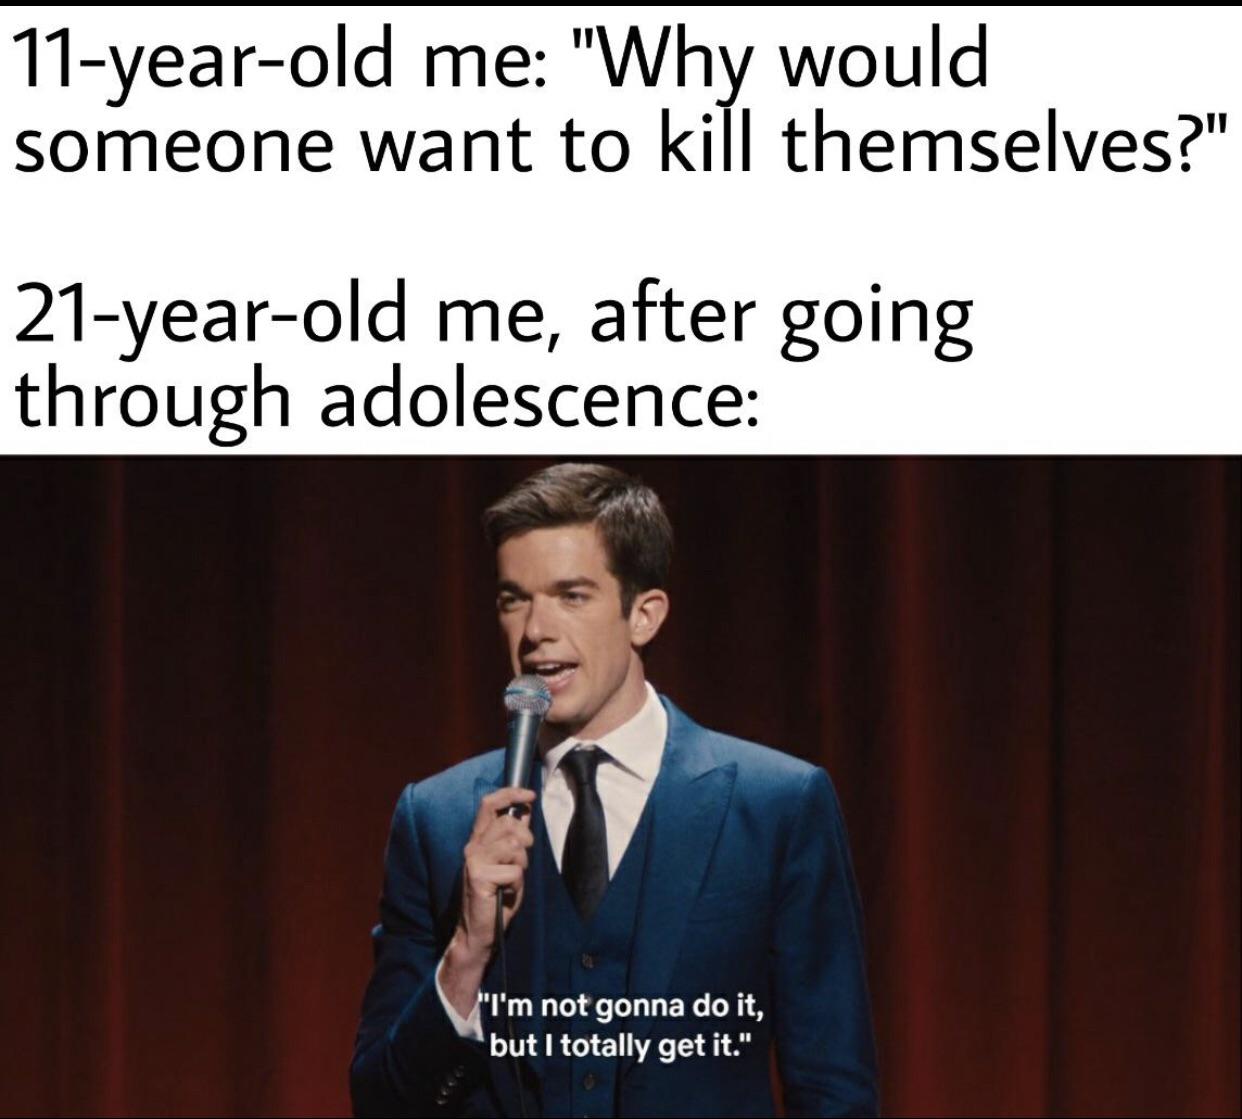 11-year-old me: "Why would
someone want to kill themselves?"
21-year-old me, after going
through adolescence:
"I'm not gonna do it,
but I totally get it."